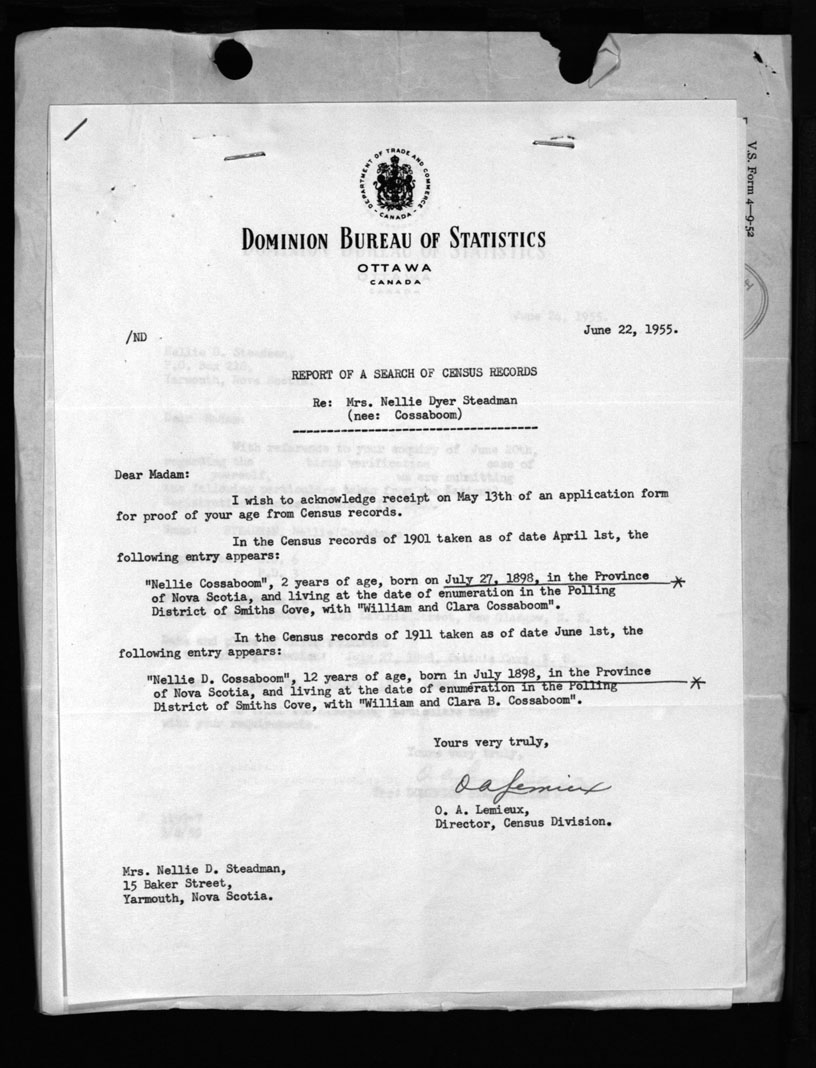 V.S. Form 4—9-52
DEPARTMENT OF TRADE AND COMMERCE
- CANADA -
DOMINION BUREAU OF STATISTICS
OTTAWA
CANADA
/ND
June 22, 1955.
REPORT OF A SEARCH OF CENSUS RECORDS
Re: Mrs. Nellie Dyer Steadman
(nee: Cossaboom)
Dear Madam:
I wish to acknowledge receipt on May 13th of an application form
for proof of your age from Census records.
In the Census records of 1901 taken as of date April 1st, the
following entry appears:
"Nellie Cossaboom", 2 years of age, born on July 27, 1898, in the Province
of Nova Scotia, and living at the date of enumeration in the Polling
District of Smiths Cove, with "William and Clara Cossaboom".
In the Census records of 1911 taken as of date June 1st, the
following entry appears:
"Nellie D. Cossaboom", 12 years of age, born in July 1898, in the Province
of Nova Scotia, and living at the date of enumeration in the Polling
District of Smiths Cove, with "William and Clara B. Cossaboom".
Yours very truly,
O A Lemieux
O. A. Lemieux,
Director, Census Division.
Mrs. Nellie D. Steadman,
15 Baker Street,
Yarmouth, Nova Scotia.